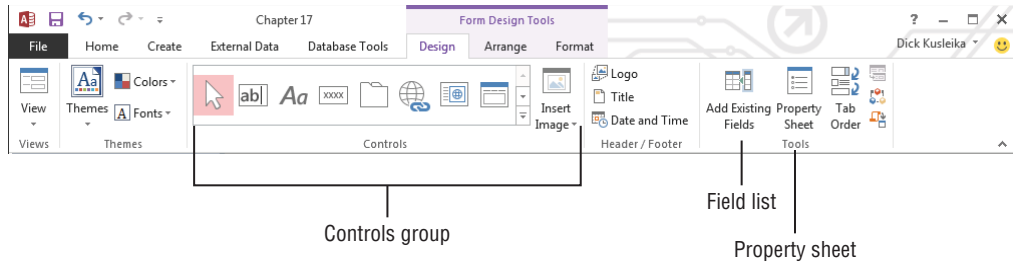 Chapter 17
FORM DESIGN TOOLS
Dick Kusleika
File Home Create External Data Database Tools Design Arrange Format
View
Themes
Aa
Colors
A Fonts
ab|
Aa
xxxx
Insert
Image
Logo
Title
Date and Time
Add Existing
Fields
Property
Sheet
Tab
Order
Views Themes Controls Header / Footer Tools
Field list
Controls group
Property sheet